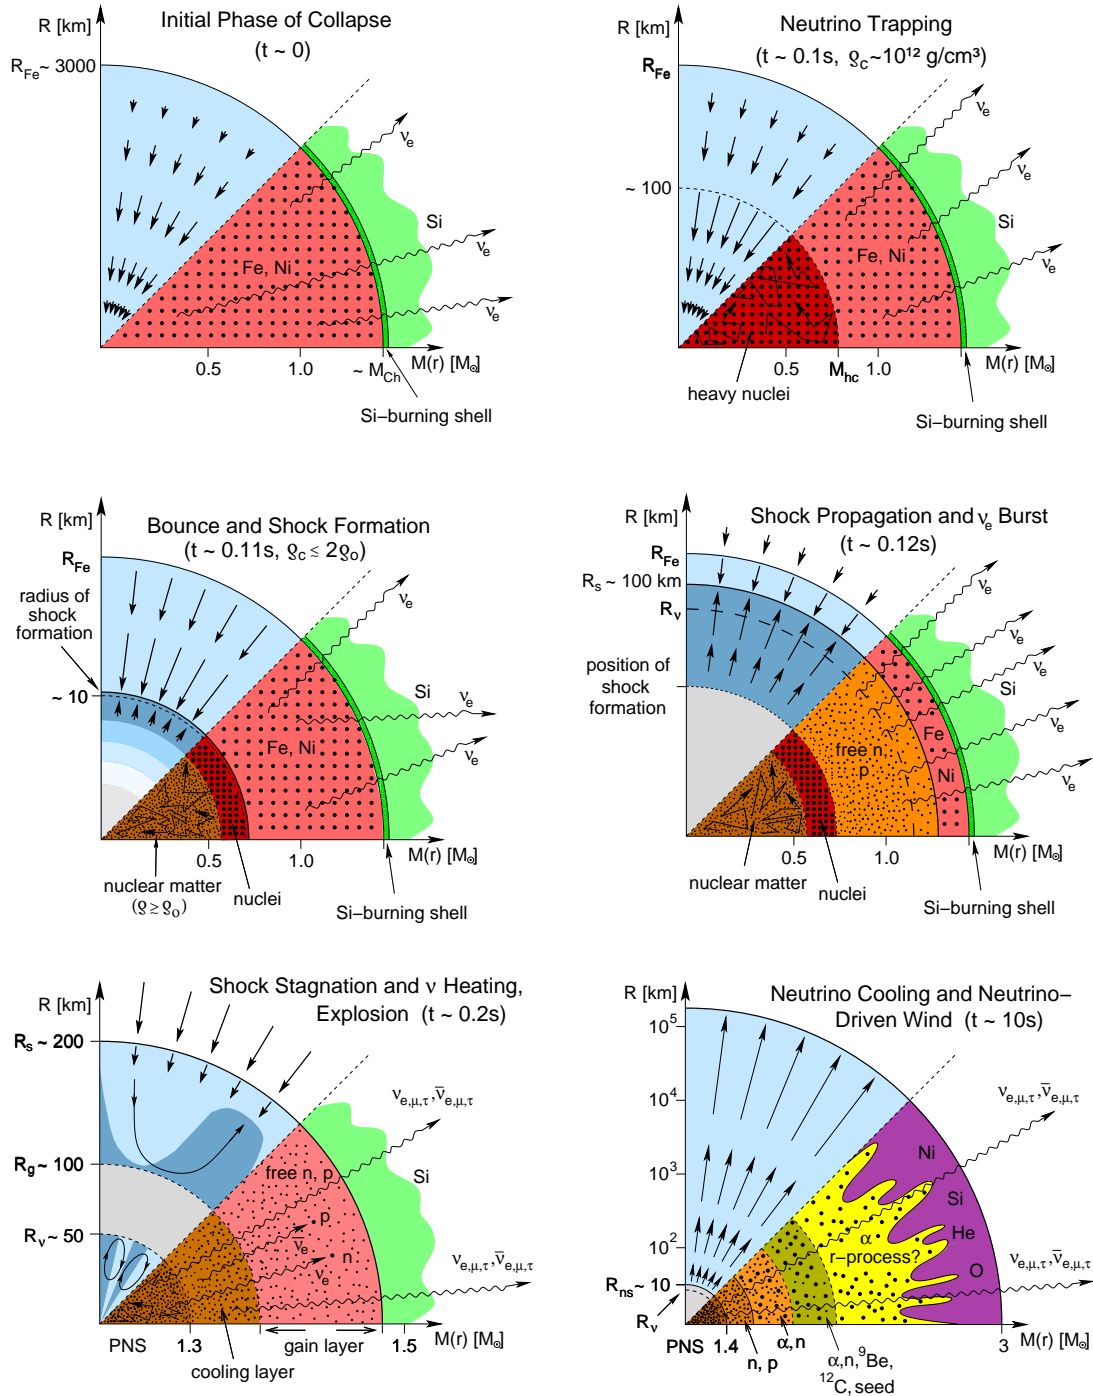 Initial Phase of Collapse
(t ~ 0)
R [km]
R_Fe ~ 3000
ν_e
Si
ν_e
Fe, Ni
ν_e
0.5
1.0
~ M_Ch
M(r) [M_⊙]
Si–burning shell
Neutrino Trapping
(t ~ 0.1s, ϱ_c ~10¹² g/cm³)
R [km]
R_Fe
ν_e
~ 100
Si
Fe, Ni
ν_e
0.5
M_hc
1.0
M(r) [M_⊙]
heavy nuclei
Si–burning shell
Bounce and Shock Formation
(t ~ 0.11s, ϱ_c ≲ 2ϱ_o)
R [km]
R_Fe
radius of
shock
formation
~ 10
ν_e
Si
ν_e
Fe, Ni
ν_e
0.5
1.0
M(r) [M_⊙]
nuclear matter
(ϱ ≳ ϱ_o)
nuclei
Si–burning shell
Shock Propagation and ν_e Burst
(t ~ 0.12s)
R [km]
R_Fe
R_s ~ 100 km
R_ν
position of
shock
formation
ν_e
ν_e
ν_e
Si
Fe
free n,
p
Ni
ν_e
ν_e
0.5
1.0
M(r) [M_⊙]
nuclear matter
nuclei
Si–burning shell
Shock Stagnation and ν Heating,
Explosion (t ~ 0.2s)
R [km]
R_s ~ 200
R_g ~ 100
R_ν ~ 50
ν_e,μ,τ, ν̄_e,μ,τ
free n, p
Si
p
ν̄_e
n
ν_e
ν_e,μ,τ, ν̄_e,μ,τ
PNS
1.3
gain layer
1.5
M(r) [M_⊙]
cooling layer
Neutrino Cooling and Neutrino–
Driven Wind (t ~ 10s)
R [km]
10⁵
10⁴
10³
10²
R_ns ~ 10
R_ν
ν_e,μ,τ, ν̄_e,μ,τ
Ni
Si
He
α
r–process?
O
ν_e,μ,τ, ν̄_e,μ,τ
PNS
1.4
α,n
3
M(r) [M_⊙]
n, p
α,n,⁹Be,
¹²C, seed